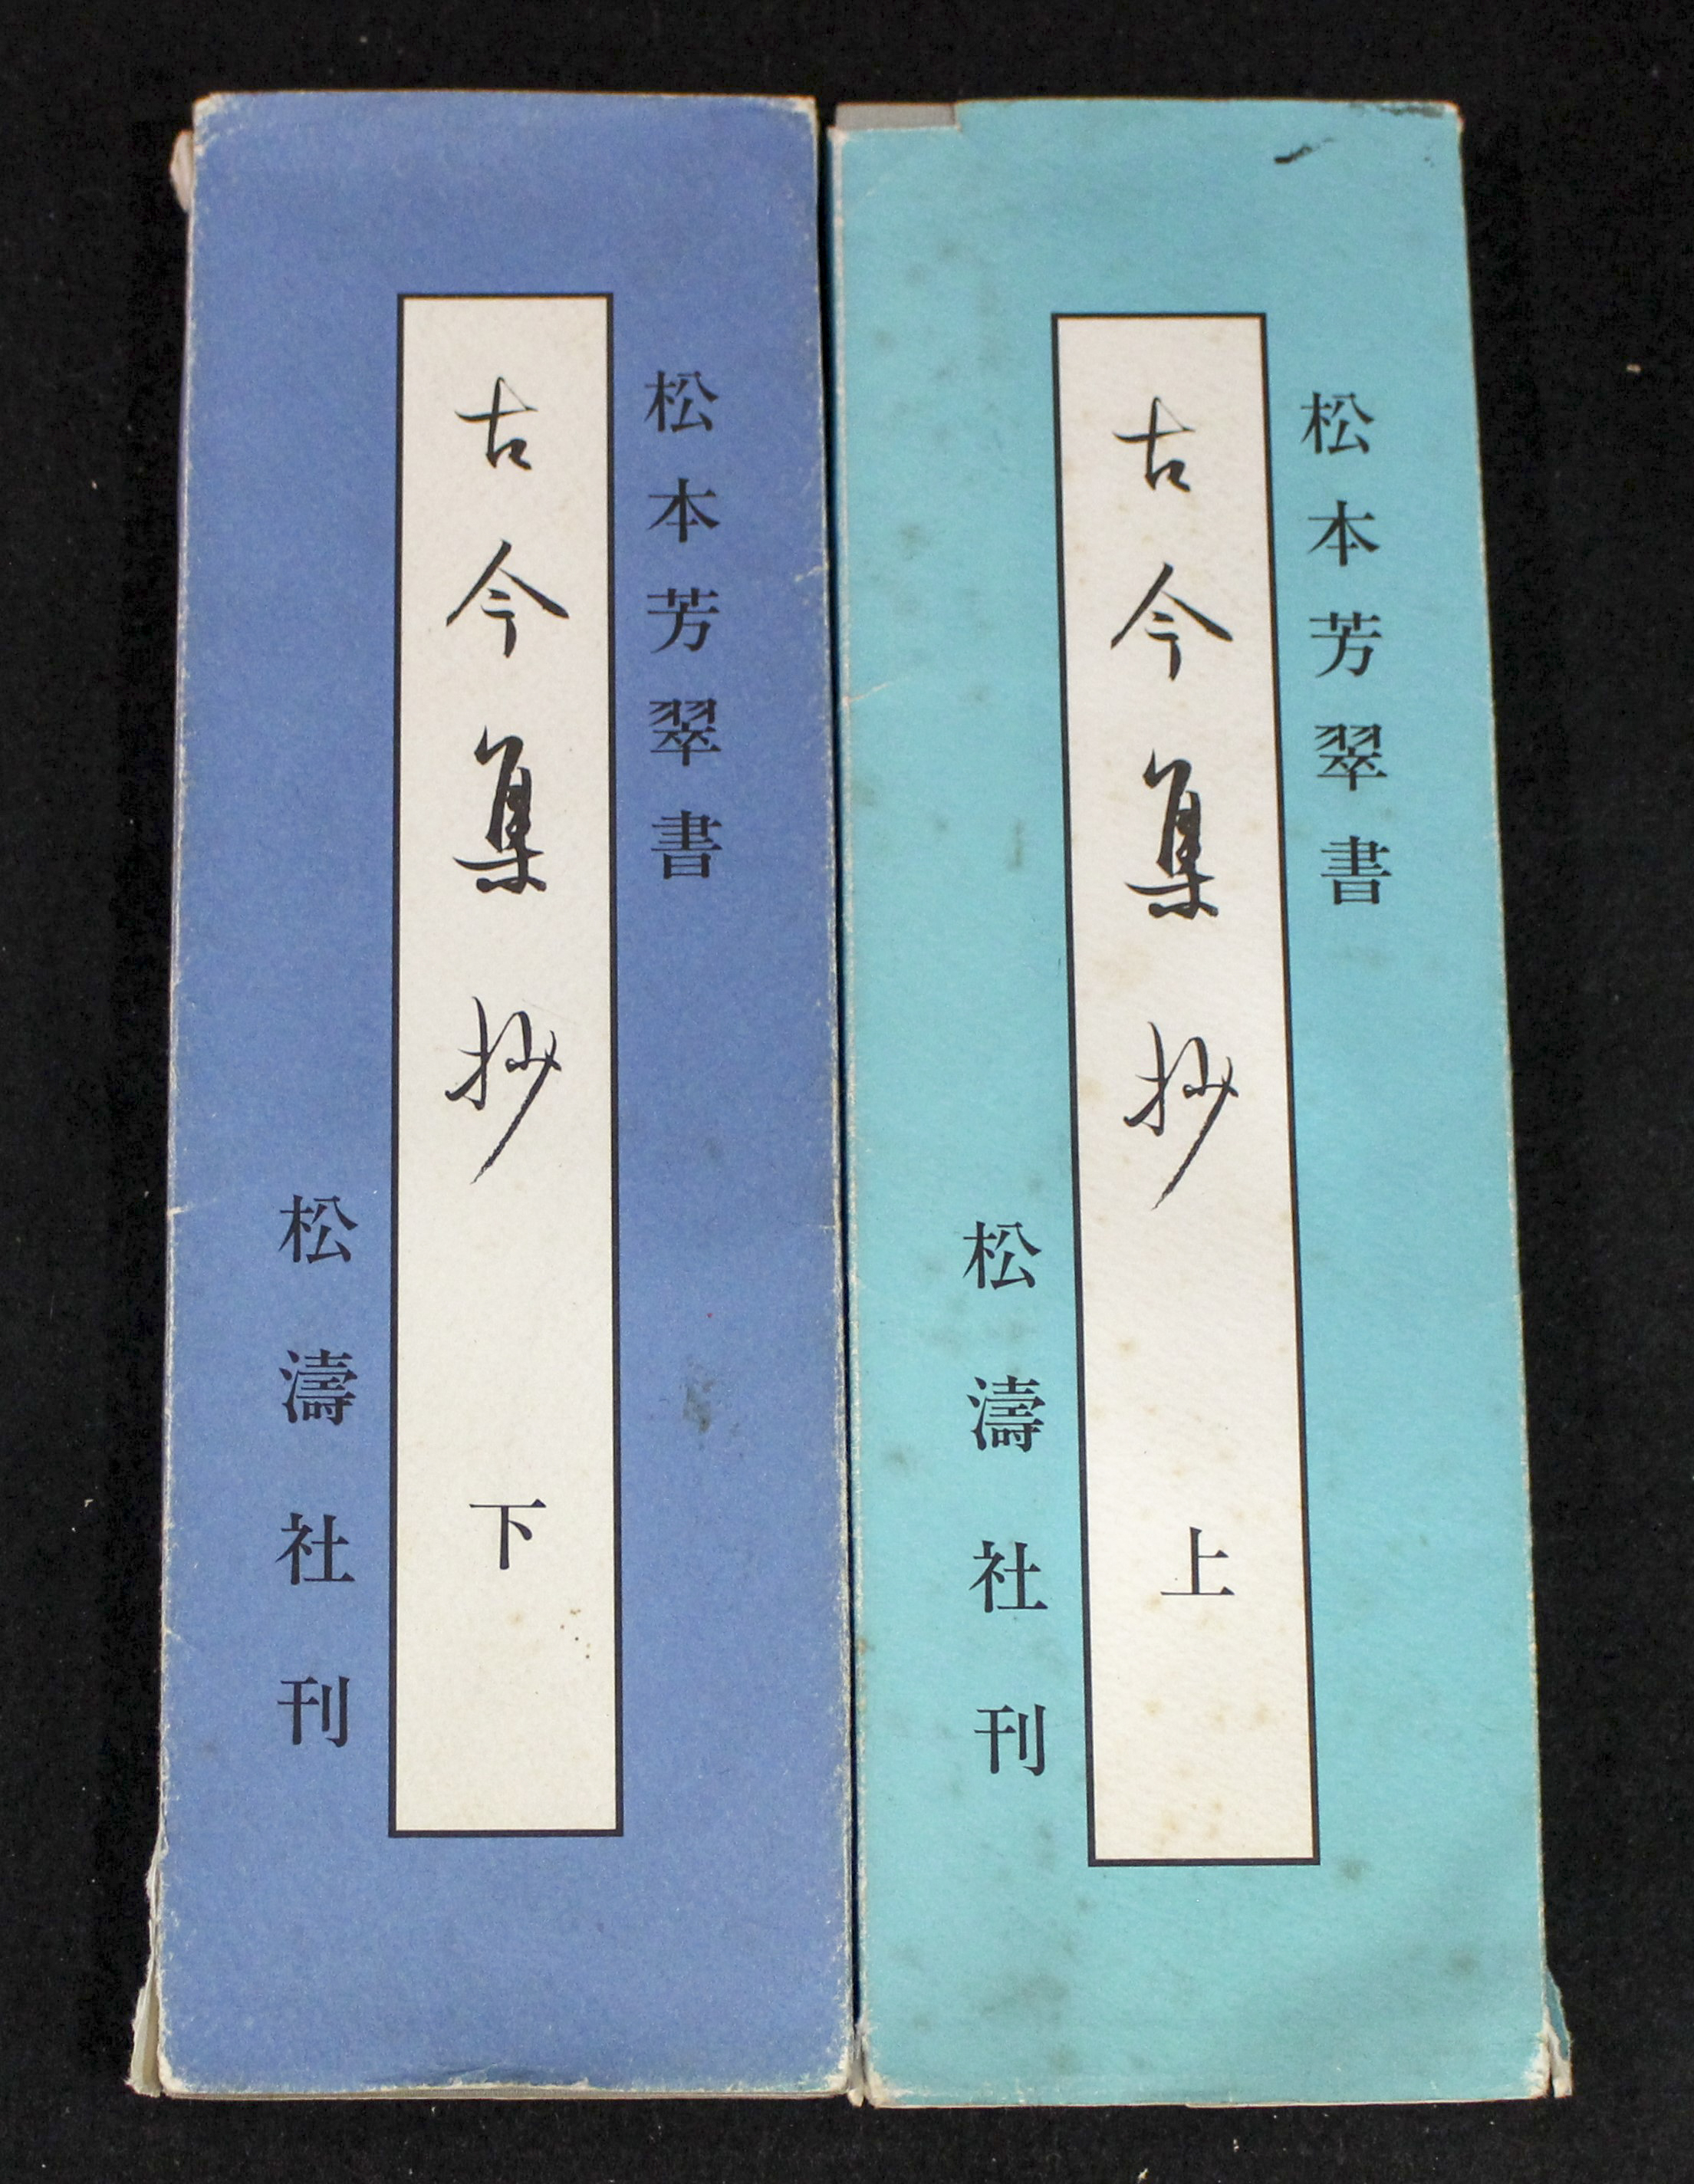 松本芳翠書
古今集抄 上
松濤社刊
松本芳翠書
古今集抄 下
松濤社刊